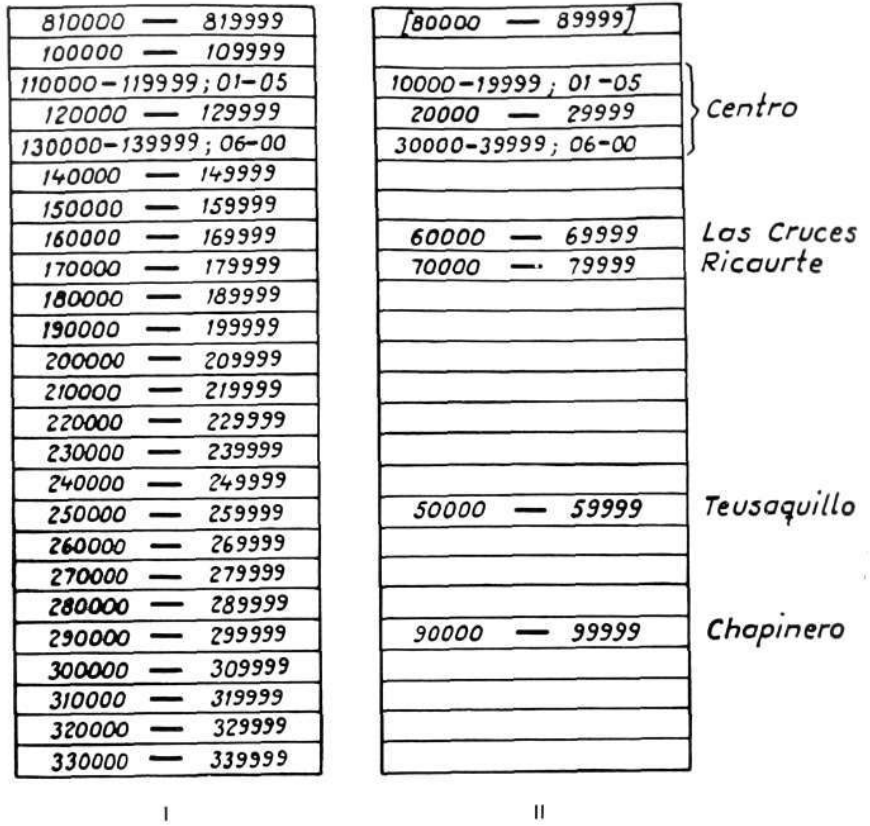 810000 — 819999 [80000 — 89999]
100000 — 109999
110000-119999; 01-05 10000-19999; 01-05
120000 — 129999 20000 — 29999 Centro
130000-139999; 06-00 30000-39999; 06-00
140000 — 149999
150000 — 159999
160000 — 169999 60000 — 69999 Las Cruces
170000 — 179999 70000 — 79999 Ricaurte
180000 — 189999
190000 — 199999
200000 — 209999
210000 — 219999
220000 — 229999
230000 — 239999
240000 — 249999
250000 — 259999 50000 — 59999 Teusaquillo
260000 — 269999
270000 — 279999
280000 — 289999
290000 — 299999 90000 — 99999 Chapinero
300000 — 309999
310000 — 319999
320000 — 329999
330000 — 339999
I II